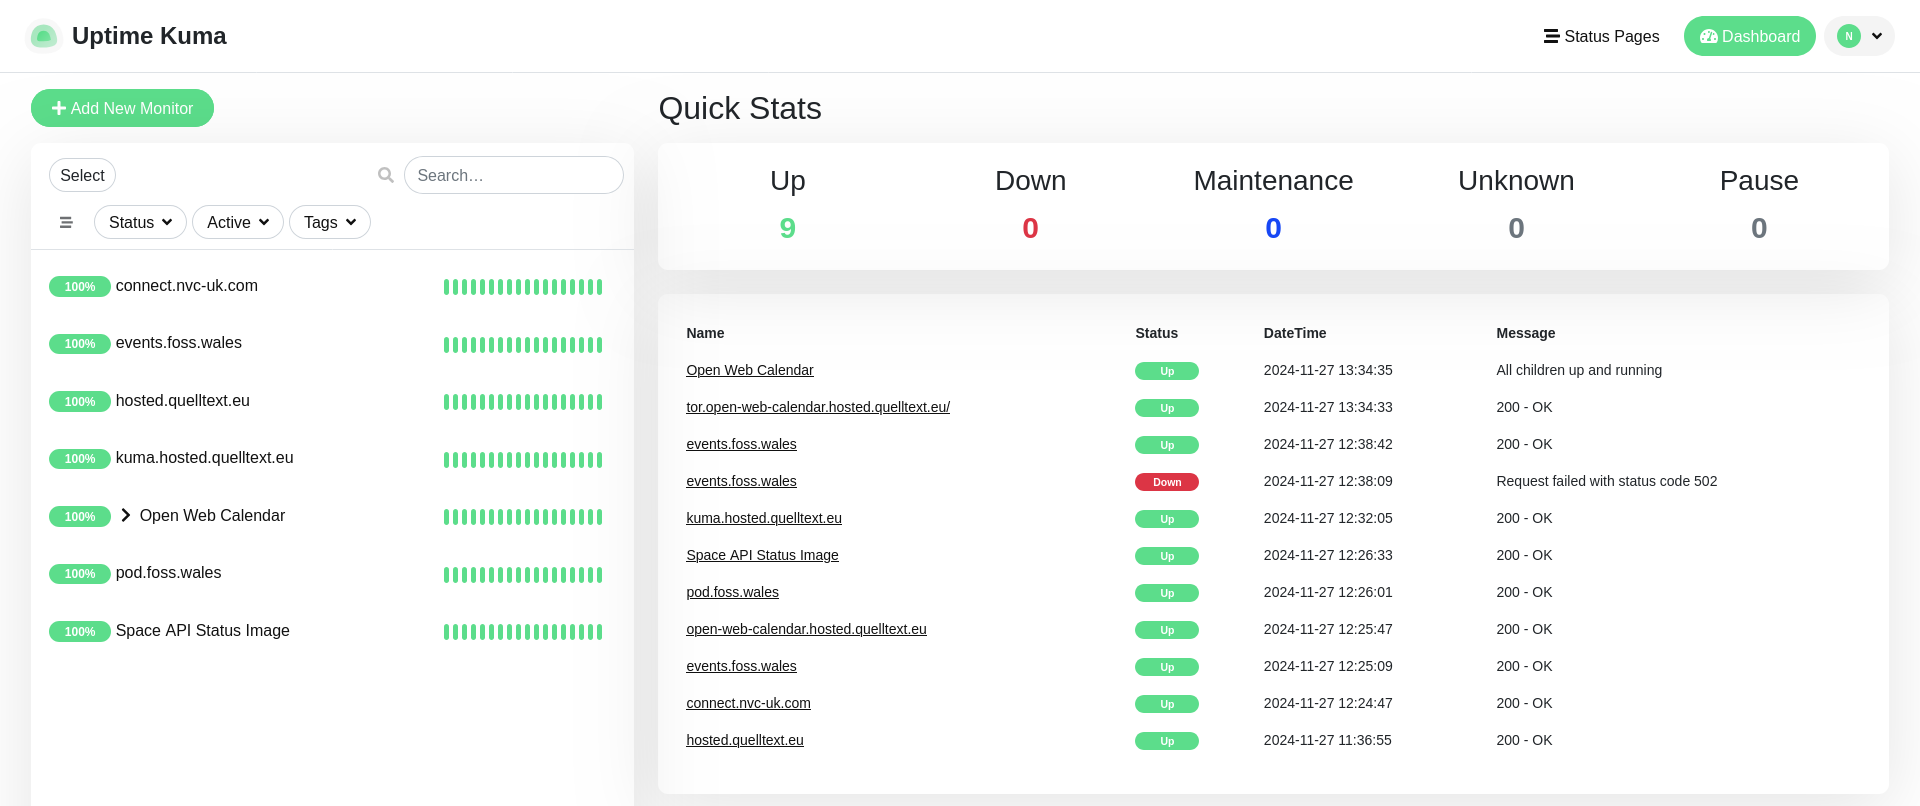 Uptime Kuma
Status Pages
Dashboard
N
Add New Monitor
Select
Search…
Status
Active
Tags
100% connect.nvc-uk.com
100% events.foss.wales
100% hosted.quelltext.eu
100% kuma.hosted.quelltext.eu
100% Open Web Calendar
100% pod.foss.wales
100% Space API Status Image
Quick Stats
Up Down Maintenance Unknown Pause
9 0 0 0 0
Name Status DateTime Message
Open Web Calendar Up 2024-11-27 13:34:35 All children up and running
tor.open-web-calendar.hosted.quelltext.eu/ Up 2024-11-27 13:34:33 200 - OK
events.foss.wales Up 2024-11-27 12:38:42 200 - OK
events.foss.wales Down 2024-11-27 12:38:09 Request failed with status code 502
kuma.hosted.quelltext.eu Up 2024-11-27 12:32:05 200 - OK
Space API Status Image Up 2024-11-27 12:26:33 200 - OK
pod.foss.wales Up 2024-11-27 12:26:01 200 - OK
open-web-calendar.hosted.quelltext.eu Up 2024-11-27 12:25:47 200 - OK
events.foss.wales Up 2024-11-27 12:25:09 200 - OK
connect.nvc-uk.com Up 2024-11-27 12:24:47 200 - OK
hosted.quelltext.eu Up 2024-11-27 11:36:55 200 - OK